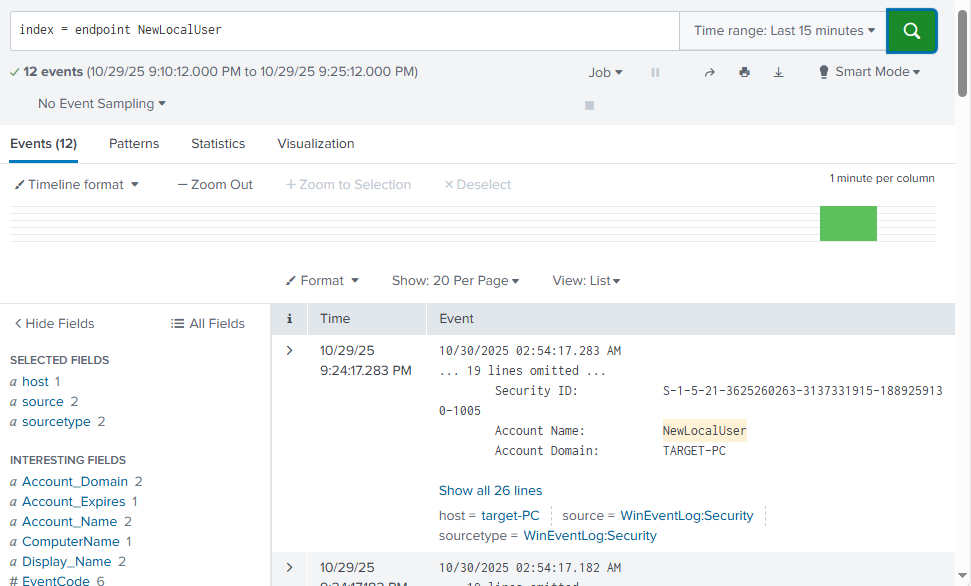 index = endpoint NewLocalUser
Time range: Last 15 minutes
12 events (10/29/25 9:10:12.000 PM to 10/29/25 9:25:12.000 PM)
Job
Smart Mode
No Event Sampling
Events (12) Patterns Statistics Visualization
Timeline format — Zoom Out + Zoom to Selection × Deselect
1 minute per column
Format Show: 20 Per Page View: List
< Hide Fields All Fields
i Time Event
SELECTED FIELDS
a host 1
a source 2
a sourcetype 2
INTERESTING FIELDS
a Account_Domain 2
a Account_Expires 1
a Account_Name 2
a ComputerName 1
a Display_Name 2
# EventCode 6
> 10/29/25
9:24:17.283 PM
10/30/2025 02:54:17.283 AM
... 19 lines omitted ...
Security ID: S-1-5-21-3625260263-3137331915-188925913
0-1005
Account Name: NewLocalUser
Account Domain: TARGET-PC
Show all 26 lines
host = target-PC source = WinEventLog:Security
sourcetype = WinEventLog:Security
> 10/29/25
10/30/2025 02:54:17.182 AM